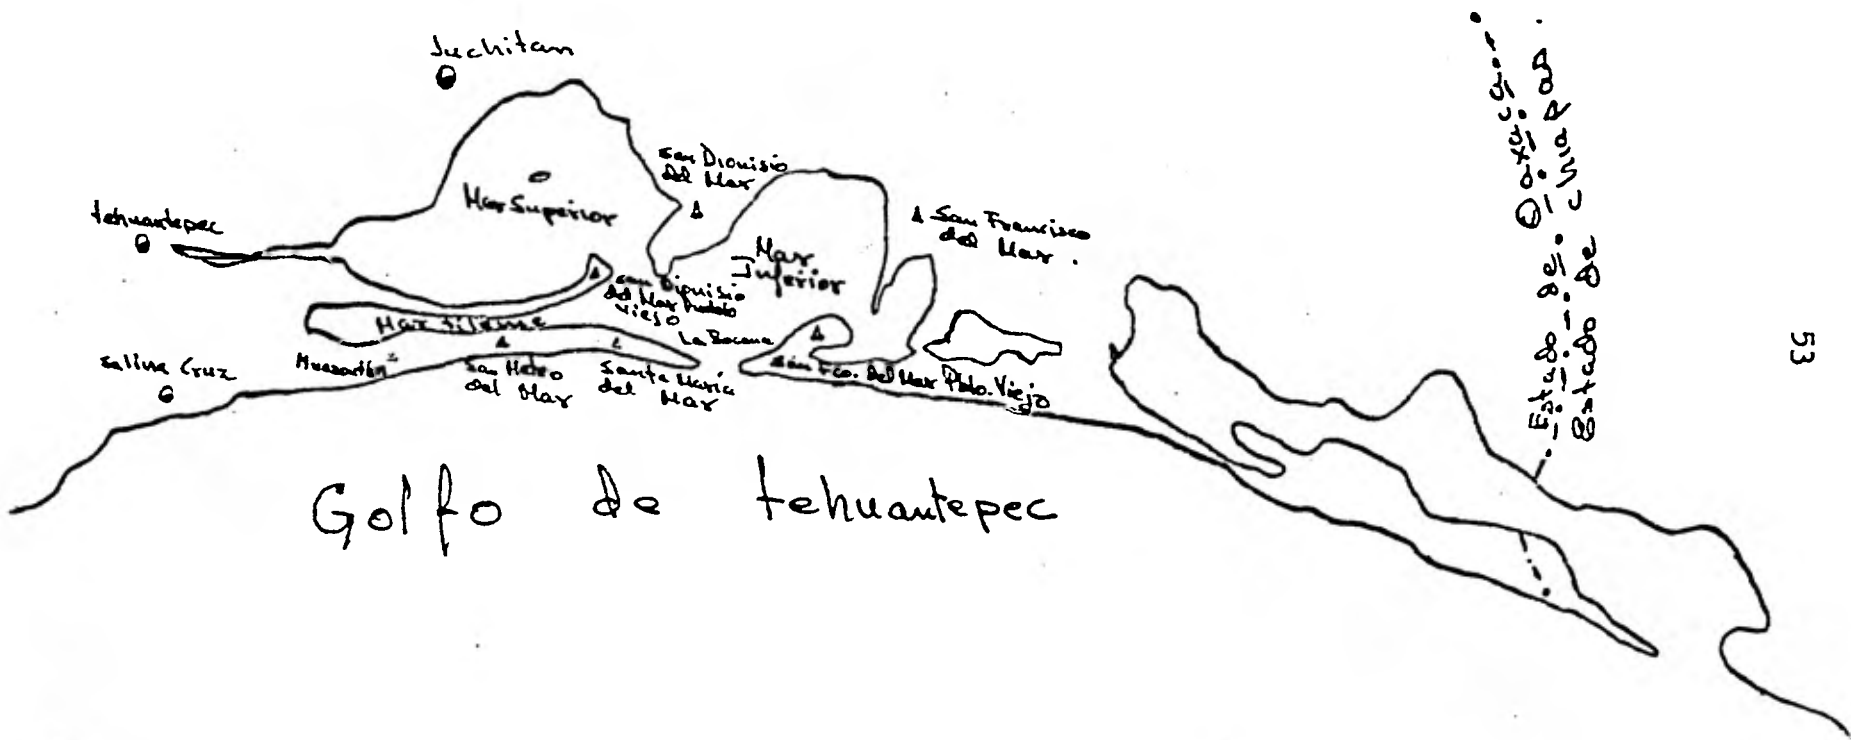 Juchitan
San Dionisio
del Mar
Mar Superior
tehuantepec
San Francisco
del Mar.
Mar
Inferior
San Dionisio
del Mar Pueblo
Viejo
Mar tileme
La Bocana
Huazantlán
San Mateo
del Mar
Santa María
del Mar
San Fco. del Mar Pblo. Viejo
Salina Cruz
Golfo de tehuantepec
Estado de Oaxaca
Estado de Chiapas.
53